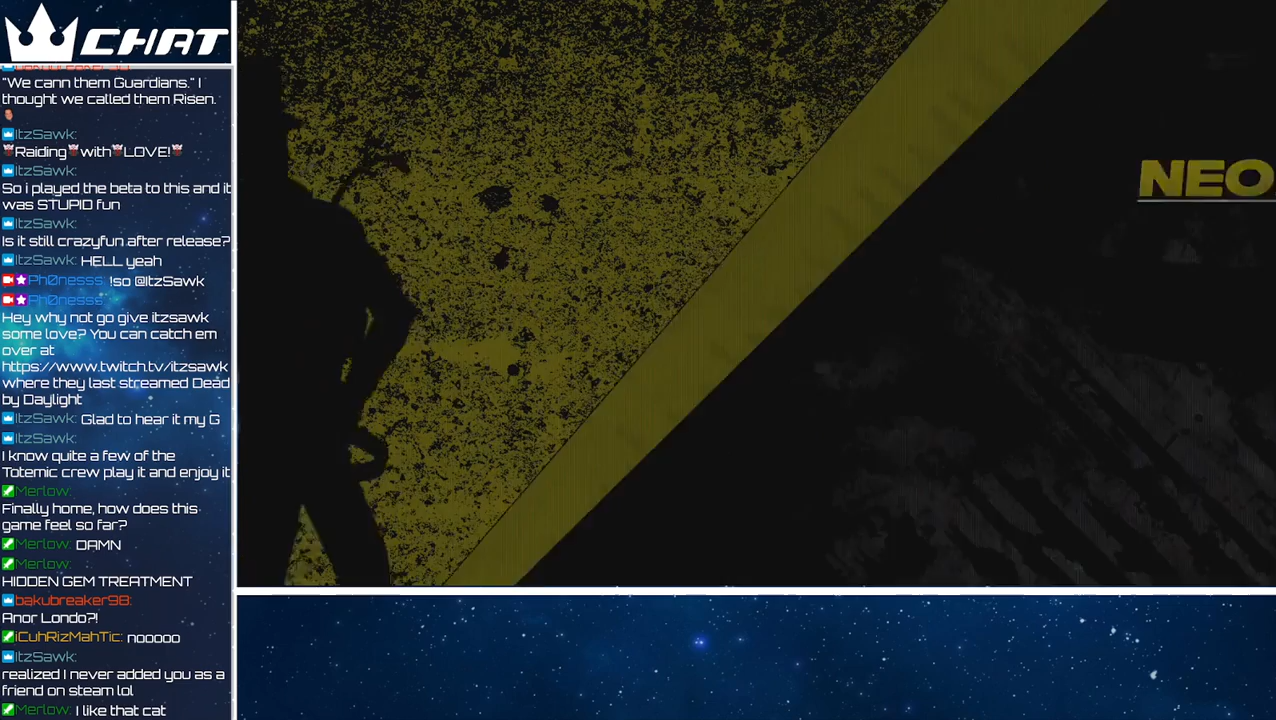 CHAT
"We cann them Guardians." I
thought we called them Risen.
ItzSawk:
Raiding with LOVE!
ItzSawk:
So i played the beta to this and it
was STUPID fun
ItzSawk:
Is it still crazyfun after release?
ItzSawk: HELL yeah
Ph0nesss: !so @ItzSawk
Ph0nesss:
Hey why not go give itzsawk
some love? You can catch em
over at
https://www.twitch.tv/itzsawk
where they last streamed Dead
by Daylight
ItzSawk: Glad to hear it my G
ItzSawk:
I know quite a few of the
Totemic crew play it and enjoy it
Merlow:
Finally home, how does this
game feel so far?
Merlow: DAMN
Merlow:
HIDDEN GEM TREATMENT
bakubreaker98:
Anor Londo?!
iCuhRizMahTic: nooooo
ItzSawk:
realized I never added you as a
friend on steam lol
Merlow: I like that cat
NEO